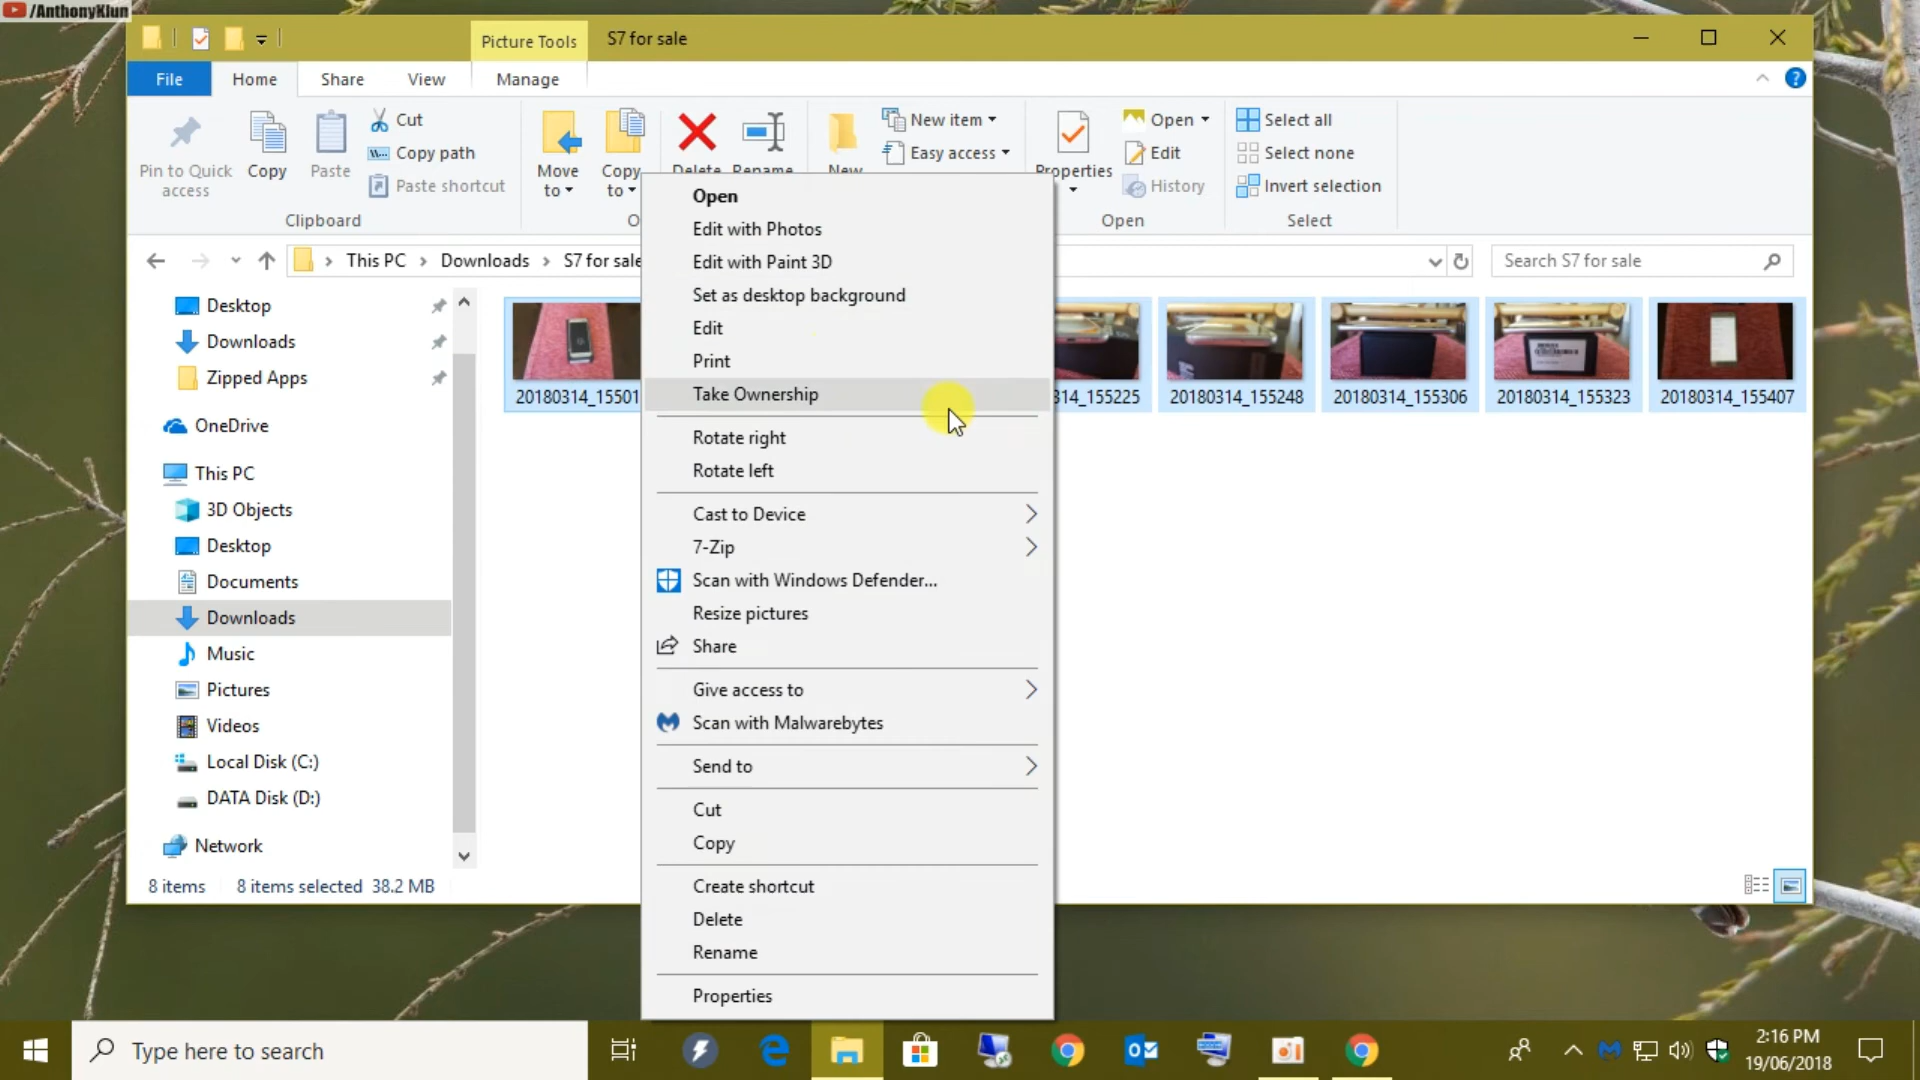 /AnthonyKlun
Picture Tools
S7 for sale
File
Home
Share
View
Manage
Pin to Quick
access
Copy
Paste
Cut
Copy path
Paste shortcut
Clipboard
Move
to
Copy
to
Delete
Rename
New
New item
Easy access
Properties
Open
Edit
History
Open
Select all
Select none
Invert selection
Select
This PC
Downloads
S7 for sale
Search S7 for sale
Desktop
Downloads
Zipped Apps
OneDrive
This PC
3D Objects
Desktop
Documents
Downloads
Music
Pictures
Videos
Local Disk (C:)
DATA Disk (D:)
Network
8 items
8 items selected 38.2 MB
20180314_15501
314_155225
20180314_155248
20180314_155306
20180314_155323
20180314_155407
Open
Edit with Photos
Edit with Paint 3D
Set as desktop background
Edit
Print
Take Ownership
Rotate right
Rotate left
Cast to Device
7-Zip
Scan with Windows Defender...
Resize pictures
Share
Give access to
Scan with Malwarebytes
Send to
Cut
Copy
Create shortcut
Delete
Rename
Properties
Type here to search
2:16 PM
19/06/2018